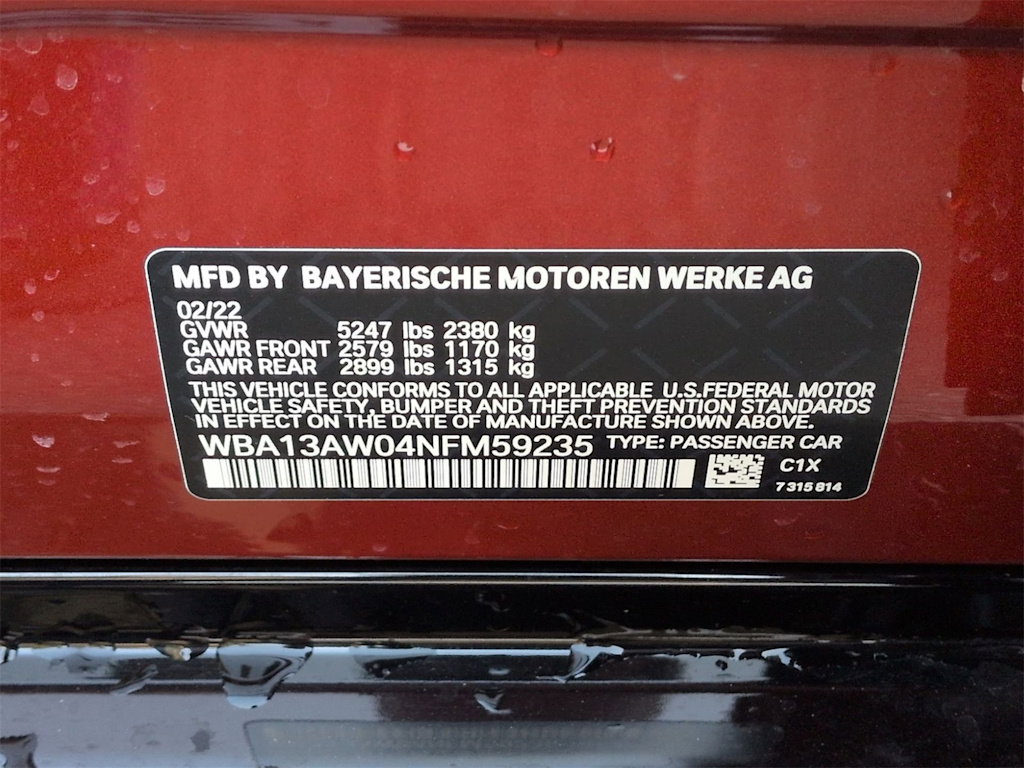 MFD BY BAYERISCHE MOTOREN WERKE AG
02/22
GVWR 5247 lbs 2380 kg
GAWR FRONT 2579 lbs 1170 kg
GAWR REAR 2899 lbs 1315 kg
THIS VEHICLE CONFORMS TO ALL APPLICABLE U.S.FEDERAL MOTOR
VEHICLE SAFETY, BUMPER AND THEFT PREVENTION STANDARDS
IN EFFECT ON THE DATE OF MANUFACTURE SHOWN ABOVE.
WBA13AW04NFM59235 TYPE: PASSENGER CAR
C1X
7 315 814